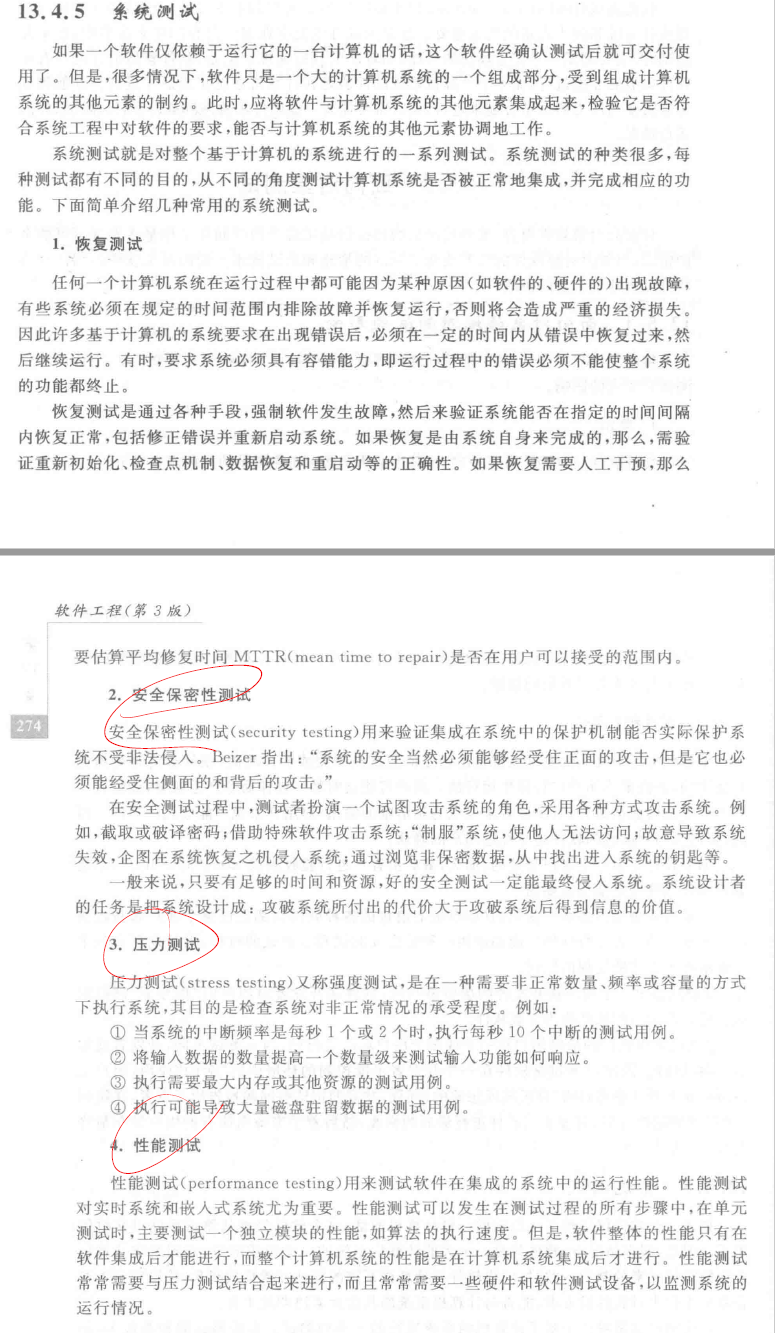 13.4.5 系统测试
如果一个软件仅依赖于运行它的一台计算机的话,这个软件经确认测试后就可交付使
用了。但是,很多情况下,软件只是一个大的计算机系统的一个组成部分,受到组成计算机
系统的其他元素的制约。此时,应将软件与计算机系统的其他元素集成起来,检验它是否符
合系统工程中对软件的要求,能否与计算机系统的其他元素协调地工作。
系统测试就是对整个基于计算机的系统进行的一系列测试。系统测试的种类很多,每
种测试都有不同的目的,从不同的角度测试计算机系统是否被正常地集成,并完成相应的功
能。下面简单介绍几种常用的系统测试。
1. 恢复测试
任何一个计算机系统在运行过程中都可能因为某种原因(如软件的、硬件的)出现故障,
有些系统必须在规定的时间范围内排除故障并恢复运行,否则将会造成严重的经济损失。
因此许多基于计算机的系统要求在出现错误后,必须在一定的时间内从错误中恢复过来,然
后继续运行。有时,要求系统必须具有容错能力,即运行过程中的错误必须不能使整个系统
的功能都终止。
恢复测试是通过各种手段,强制软件发生故障,然后来验证系统能否在指定的时间间隔
内恢复正常,包括修正错误并重新启动系统。如果恢复是由系统自身来完成的,那么,需验
证重新初始化、检查点机制、数据恢复和重启动等的正确性。如果恢复需要人工干预,那么
软件工程(第 3 版)
要估算平均修复时间 MTTR(mean time to repair)是否在用户可以接受的范围内。
2. 安全保密性测试
274
安全保密性测试(security testing)用来验证集成在系统中的保护机制能否实际保护系
统不受非法侵入。Beizer 指出:“系统的安全当然必须能够经受住正面的攻击,但是它也必
须能经受住侧面的和背后的攻击。”
在安全测试过程中,测试者扮演一个试图攻击系统的角色,采用各种方式攻击系统。例
如,截取或破译密码;借助特殊软件攻击系统;“制服”系统,使他人无法访问;故意导致系统
失效,企图在系统恢复之机侵入系统;通过浏览非保密数据,从中找出进入系统的钥匙等。
一般来说,只要有足够的时间和资源,好的安全测试一定能最终侵入系统。系统设计者
的任务是把系统设计成:攻破系统所付出的代价大于攻破系统后得到信息的价值。
3. 压力测试
压力测试(stress testing)又称强度测试,是在一种需要非正常数量、频率或容量的方式
下执行系统,其目的是检查系统对非正常情况的承受程度。例如:
① 当系统的中断频率是每秒 1 个或 2 个时,执行每秒 10 个中断的测试用例。
② 将输入数据的数量提高一个数量级来测试输入功能如何响应。
③ 执行需要最大内存或其他资源的测试用例。
④ 执行可能导致大量磁盘驻留数据的测试用例。
4. 性能测试
性能测试(performance testing)用来测试软件在集成的系统中的运行性能。性能测试
对实时系统和嵌入式系统尤为重要。性能测试可以发生在测试过程的所有步骤中,在单元
测试时,主要测试一个独立模块的性能,如算法的执行速度。但是,软件整体的性能只有在
软件集成后才能进行,而整个计算机系统的性能是在计算机系统集成后才进行。性能测试
常常需要与压力测试结合起来进行,而且常常需要一些硬件和软件测试设备,以监测系统的
运行情况。